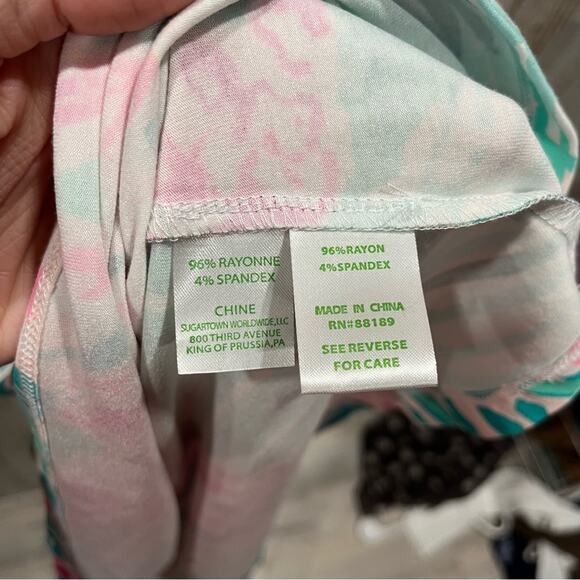 96% RAYONNE
4% SPANDEX
CHINE
SUGARTOWN WORLDWIDE, LLC
800 THIRD AVENUE
KING OF PRUSSIA, PA
96% RAYON
4% SPANDEX
MADE IN CHINA
RN#88189
SEE REVERSE
FOR CARE